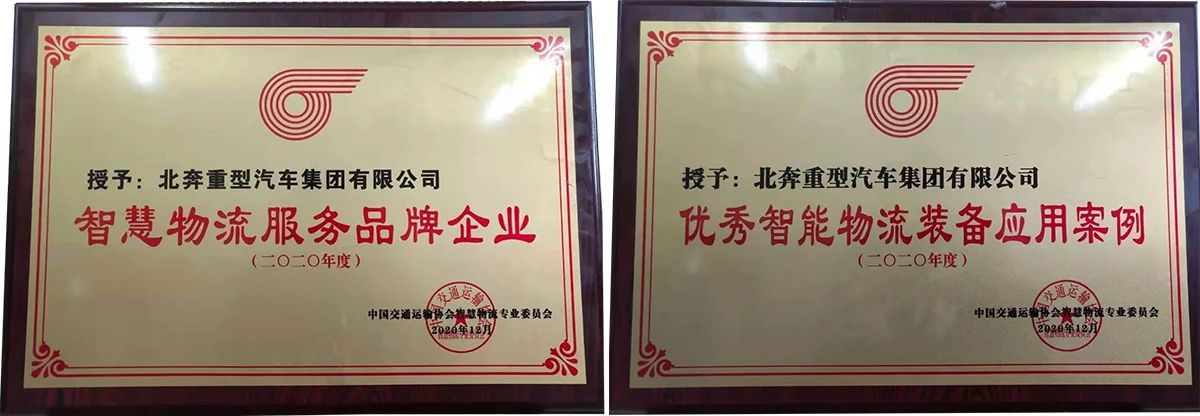 授予：北奔重型汽车集团有限公司
智慧物流服务品牌企业
（二〇二〇年度）
中国交通运输协会智慧物流专业委员会
2020年12月
授予：北奔重型汽车集团有限公司
优秀智能物流装备应用案例
（二〇二〇年度）
中国交通运输协会智慧物流专业委员会
2020年12月